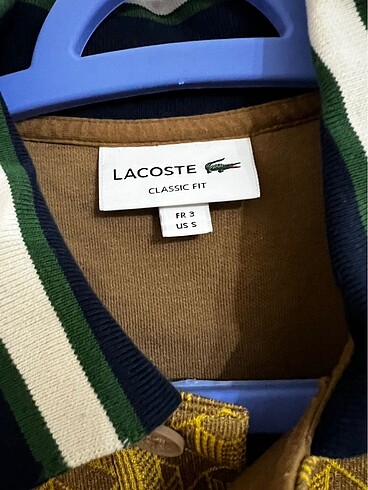 LACOSTE
CLASSIC FIT
FR 3
US S